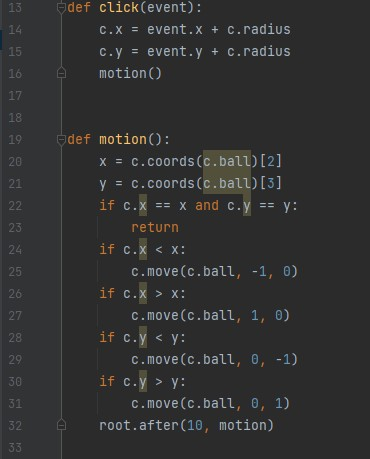 13 def click(event):
14     c.x = event.x + c.radius
15     c.y = event.y + c.radius
16     motion()
17
18
19 def motion():
20     x = c.coords(c.ball)[2]
21     y = c.coords(c.ball)[3]
22     if c.x == x and c.y == y:
23         return
24     if c.x < x:
25         c.move(c.ball, -1, 0)
26     if c.x > x:
27         c.move(c.ball, 1, 0)
28     if c.y < y:
29         c.move(c.ball, 0, -1)
30     if c.y > y:
31         c.move(c.ball, 0, 1)
32     root.after(10, motion)
33